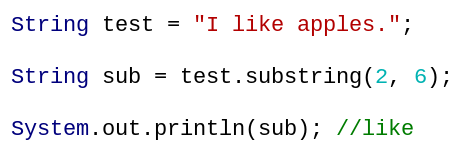 String test = "I like apples.";
String sub = test.substring(2, 6);
System.out.println(sub); //like